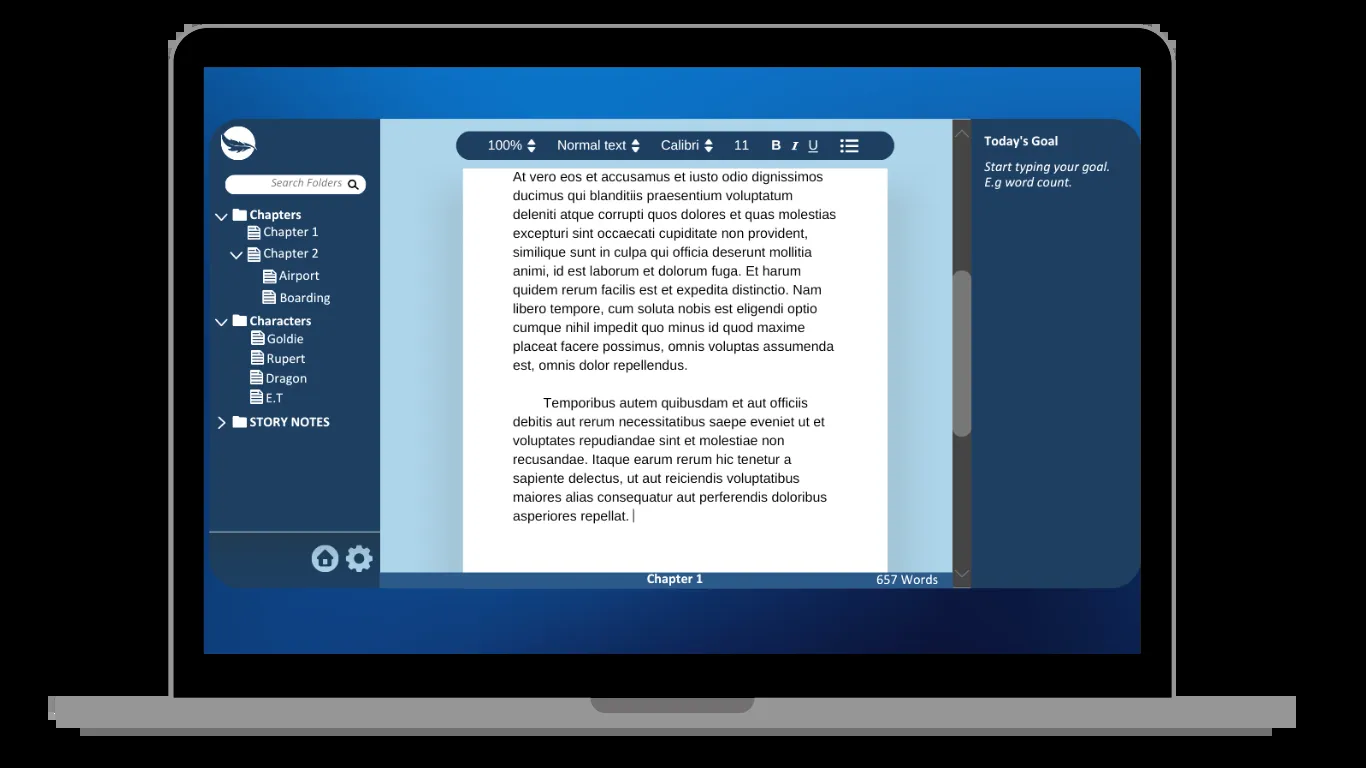 Search Folders
Chapters
Chapter 1
Chapter 2
Airport
Boarding
Characters
Goldie
Rupert
Dragon
E.T
STORY NOTES
100%
Normal text
Calibri
11
B I U
At vero eos et accusamus et iusto odio dignissimos
ducimus qui blanditiis praesentium voluptatum
deleniti atque corrupti quos dolores et quas molestias
excepturi sint occaecati cupiditate non provident,
similique sunt in culpa qui officia deserunt mollitia
animi, id est laborum et dolorum fuga. Et harum
quidem rerum facilis est et expedita distinctio. Nam
libero tempore, cum soluta nobis est eligendi optio
cumque nihil impedit quo minus id quod maxime
placeat facere possimus, omnis voluptas assumenda
est, omnis dolor repellendus.
Temporibus autem quibusdam et aut officiis
debitis aut rerum necessitatibus saepe eveniet ut et
voluptates repudiandae sint et molestiae non
recusandae. Itaque earum rerum hic tenetur a
sapiente delectus, ut aut reiciendis voluptatibus
maiores alias consequatur aut perferendis doloribus
asperiores repellat.
Chapter 1
657 Words
Today's Goal
Start typing your goal.
E.g word count.